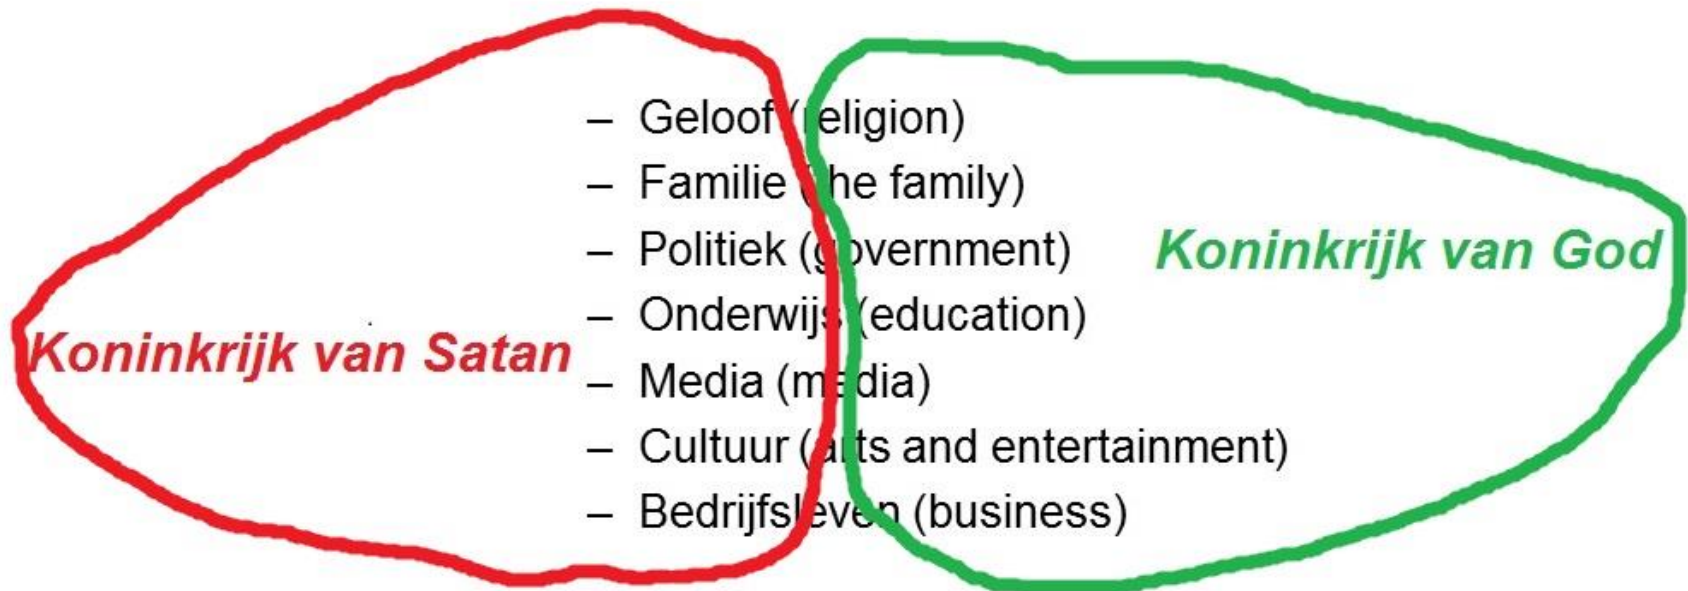 – Geloof (religion)
– Familie (the family)
– Politiek (government)
Koninkrijk van God
– Onderwijs (education)
Koninkrijk van Satan
– Media (media)
– Cultuur (arts and entertainment)
– Bedrijfsleven (business)